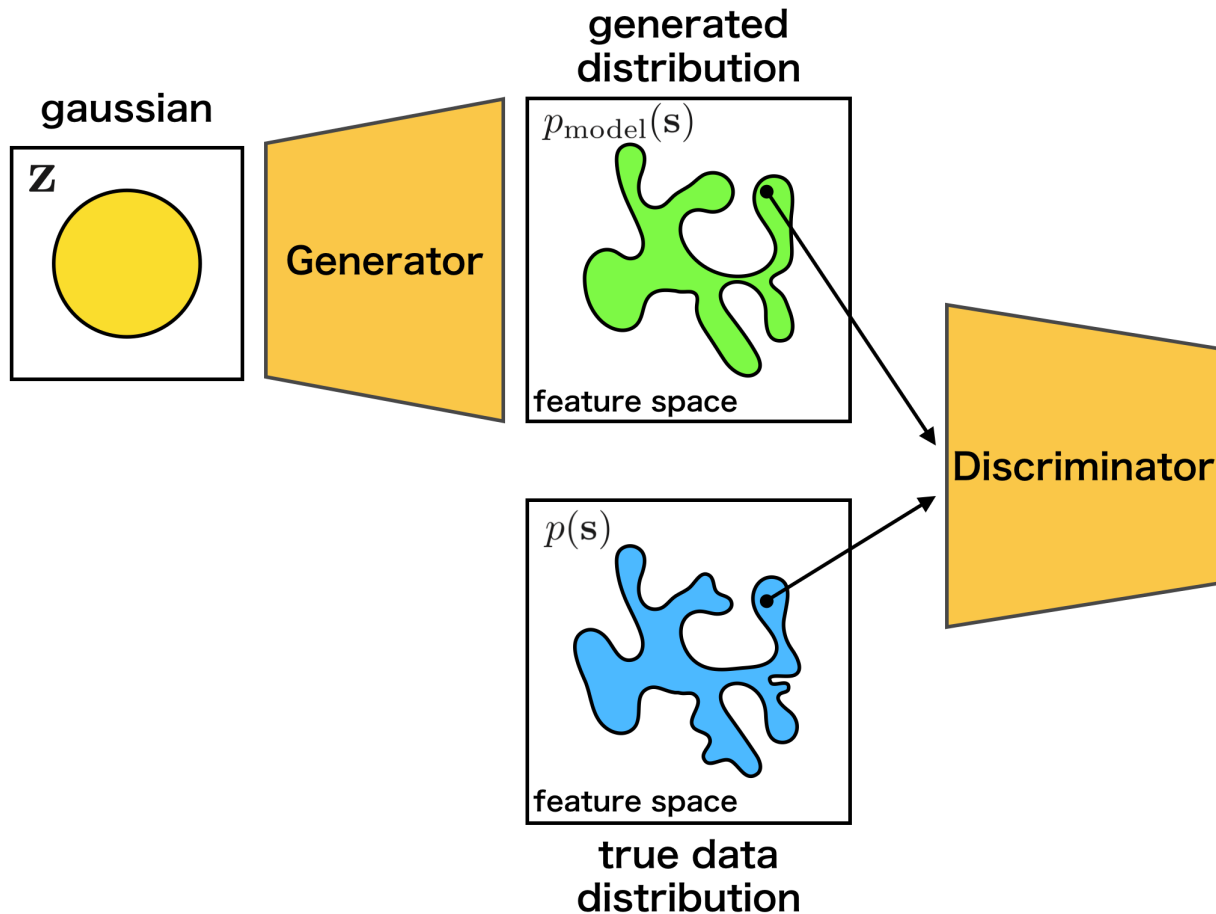 generated
distribution
gaussian
z
Generator
p_model(s)
feature space
Discriminator
p(s)
feature space
true data
distribution